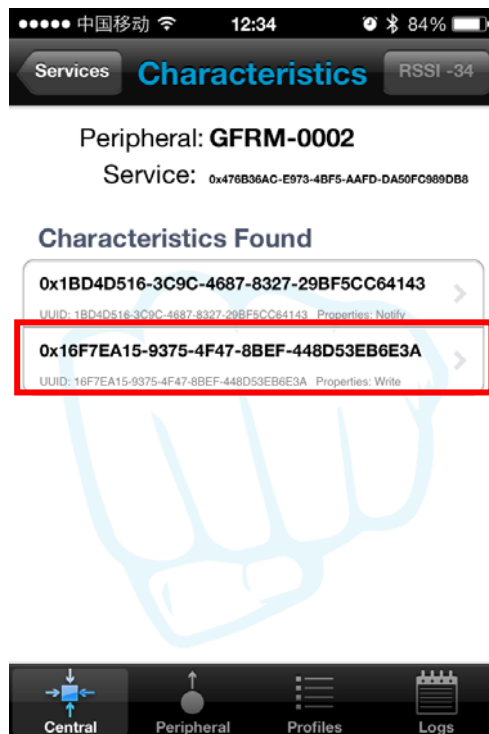 中国移动 12:34 84%
Services Characteristics RSSI -34
Peripheral: GFRM-0002
Service: 0x476B36AC-E973-4BF5-AAFD-DA50FC989DB8
Characteristics Found
0x1BD4D516-3C9C-4687-8327-29BF5CC64143
UUID: 1BD4D516-3C9C-4687-8327-29BF5CC64143 Properties: Notify
0x16F7EA15-9375-4F47-8BEF-448D53EB6E3A
UUID: 16F7EA15-9375-4F47-8BEF-448D53EB6E3A Properties: Write
Central Peripheral Profiles Logs